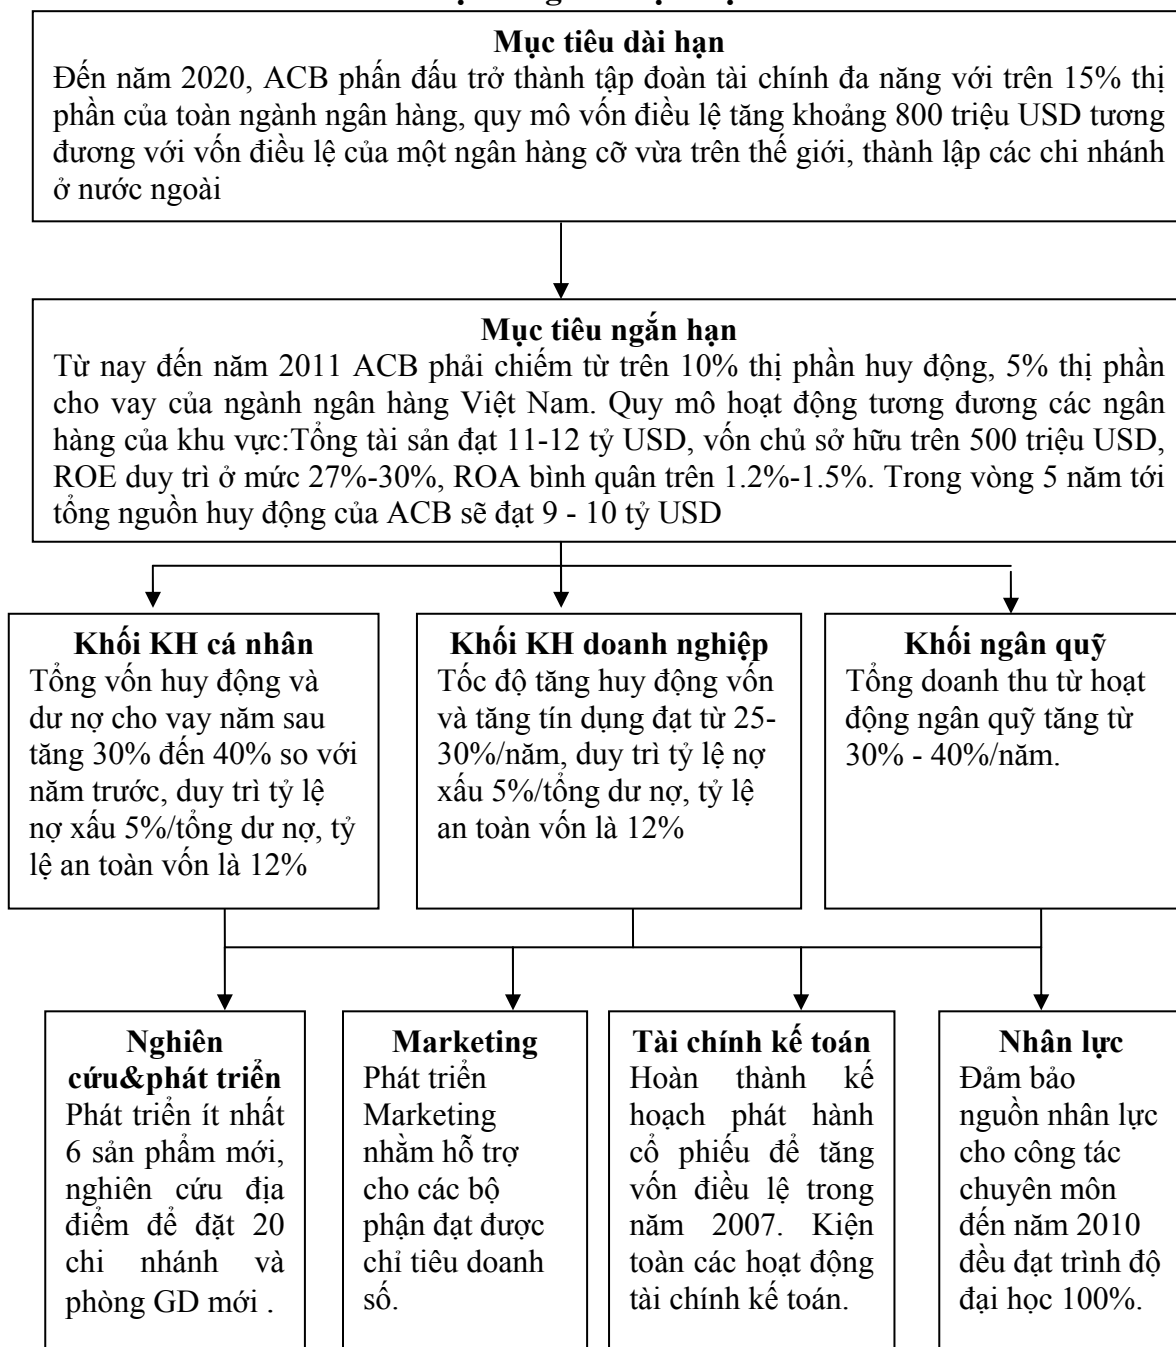 Mục tiêu dài hạn
Đến năm 2020, ACB phấn đấu trở thành tập đoàn tài chính đa năng với trên 15% thị
phần của toàn ngành ngân hàng, quy mô vốn điều lệ tăng khoảng 800 triệu USD tương
đương với vốn điều lệ của một ngân hàng cỡ vừa trên thế giới, thành lập các chi nhánh
ở nước ngoài
Mục tiêu ngắn hạn
Từ nay đến năm 2011 ACB phải chiếm từ trên 10% thị phần huy động, 5% thị phần
cho vay của ngành ngân hàng Việt Nam. Quy mô hoạt động tương đương các ngân
hàng của khu vực:Tổng tài sản đạt 11-12 tỷ USD, vốn chủ sở hữu trên 500 triệu USD,
ROE duy trì ở mức 27%-30%, ROA bình quân trên 1.2%-1.5%. Trong vòng 5 năm tới
tổng nguồn huy động của ACB sẽ đạt 9 - 10 tỷ USD
Khối KH cá nhân
Tổng vốn huy động và
dư nợ cho vay năm sau
tăng 30% đến 40% so với
năm trước, duy trì tỷ lệ
nợ xấu 5%/tổng dư nợ, tỷ
lệ an toàn vốn là 12%
Khối KH doanh nghiệp
Tốc độ tăng huy động vốn
và tăng tín dụng đạt từ 25-
30%/năm, duy trì tỷ lệ nợ
xấu 5%/tổng dư nợ, tỷ lệ
an toàn vốn là 12%
Khối ngân quỹ
Tổng doanh thu từ hoạt
động ngân quỹ tăng từ
30% - 40%/năm.
Nghiên
cứu&phát triển
Phát triển ít nhất
6 sản phẩm mới,
nghiên cứu địa
điểm để đặt 20
chi nhánh và
phòng GD mới .
Marketing
Phát triển
Marketing
nhằm hỗ trợ
cho các bộ
phận đạt được
chỉ tiêu doanh
số.
Tài chính kế toán
Hoàn thành kế
hoạch phát hành
cổ phiếu để tăng
vốn điều lệ trong
năm 2007. Kiện
toàn các hoạt động
tài chính kế toán.
Nhân lực
Đảm bảo
nguồn nhân lực
cho công tác
chuyên môn
đến năm 2010
đều đạt trình độ
đại học 100%.